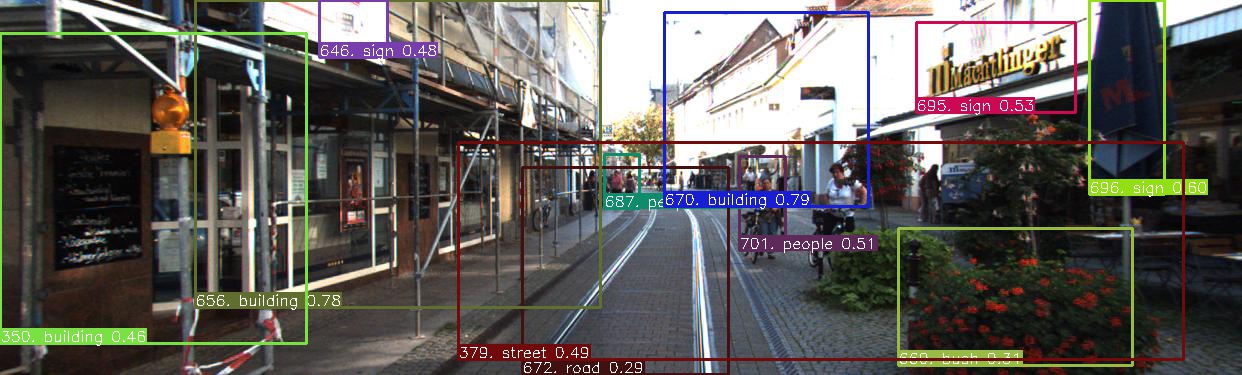 646. sign 0.48
Mächtlinger
695. sign 0.53
696. sign 0.60
687. pe
670. building 0.79
701. people 0.51
656. building 0.78
350. building 0.46
379. street 0.49
660. bush 0.31
672. road 0.29